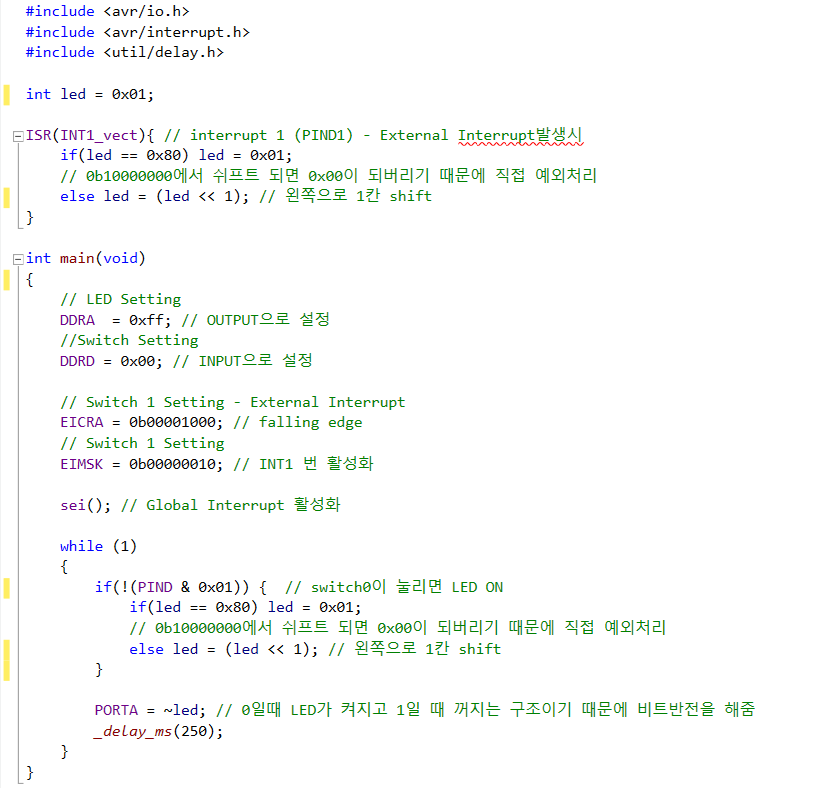 #include <avr/io.h>
#include <avr/interrupt.h>
#include <util/delay.h>
int led = 0x01;
ISR(INT1_vect){ // interrupt 1 (PIND1) - External Interrupt발생시
if(led == 0x80) led = 0x01;
// 0b10000000에서 쉬프트 되면 0x00이 되버리기 때문에 직접 예외처리
else led = (led << 1); // 왼쪽으로 1칸 shift
}
int main(void)
{
// LED Setting
DDRA  = 0xff; // OUTPUT으로 설정
//Switch Setting
DDRD = 0x00; // INPUT으로 설정
// Switch 1 Setting - External Interrupt
EICRA = 0b00001000; // falling edge
// Switch 1 Setting
EIMSK = 0b00000010; // INT1 번 활성화
sei(); // Global Interrupt 활성화
while (1)
{
if(!(PIND & 0x01)) {  // switch0이 눌리면 LED ON
if(led == 0x80) led = 0x01;
// 0b10000000에서 쉬프트 되면 0x00이 되버리기 때문에 직접 예외처리
else led = (led << 1); // 왼쪽으로 1칸 shift
}
PORTA = ~led; // 0일때 LED가 켜지고 1일 때 꺼지는 구조이기 때문에 비트반전을 해줌
_delay_ms(250);
}
}